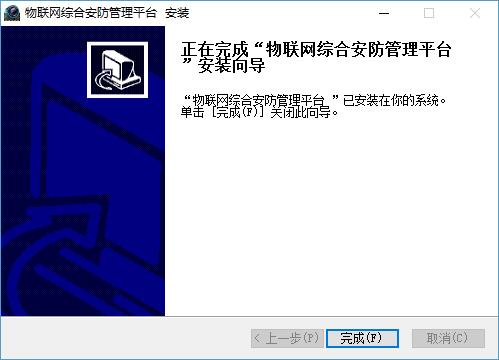 物联网综合安防管理平台 安装
正在完成“物联网综合安防管理平台
”安装向导
“物联网综合安防管理平台 ”已安装在你的系统。
单击 [完成(F)] 关闭此向导。
< 上一步(P)
完成(F)
取消(C)